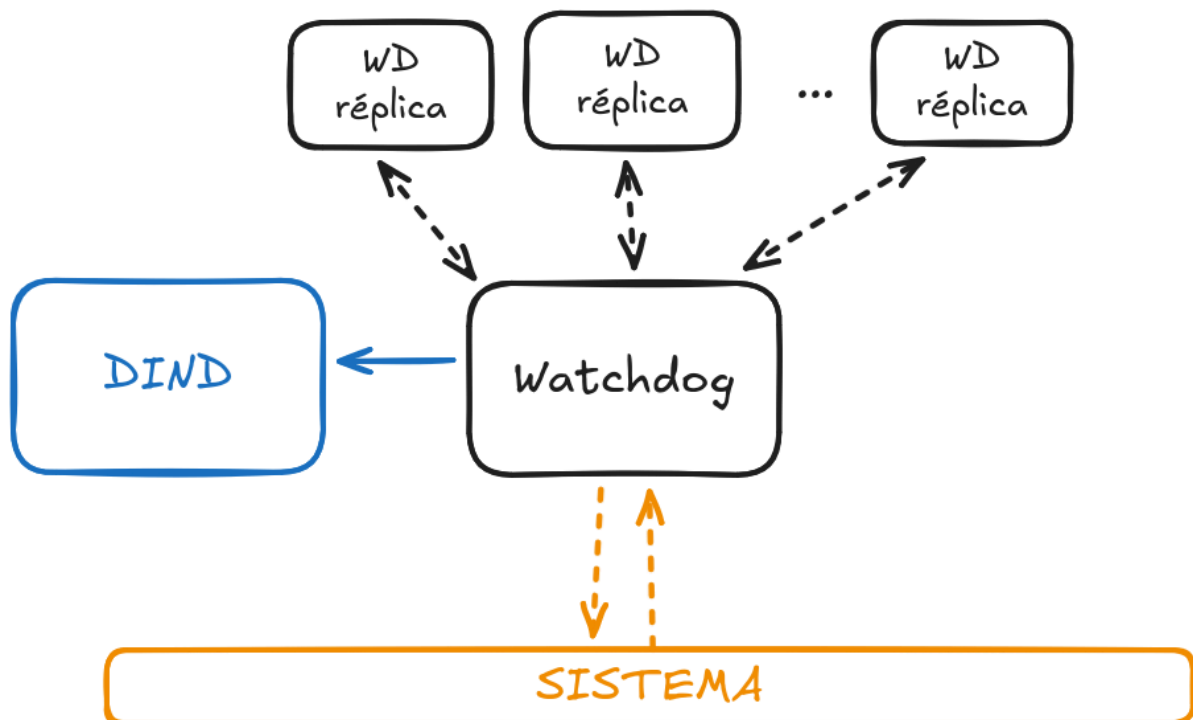 WD
réplica
WD
réplica
...
WD
réplica
DIND
Watchdog
SISTEMA